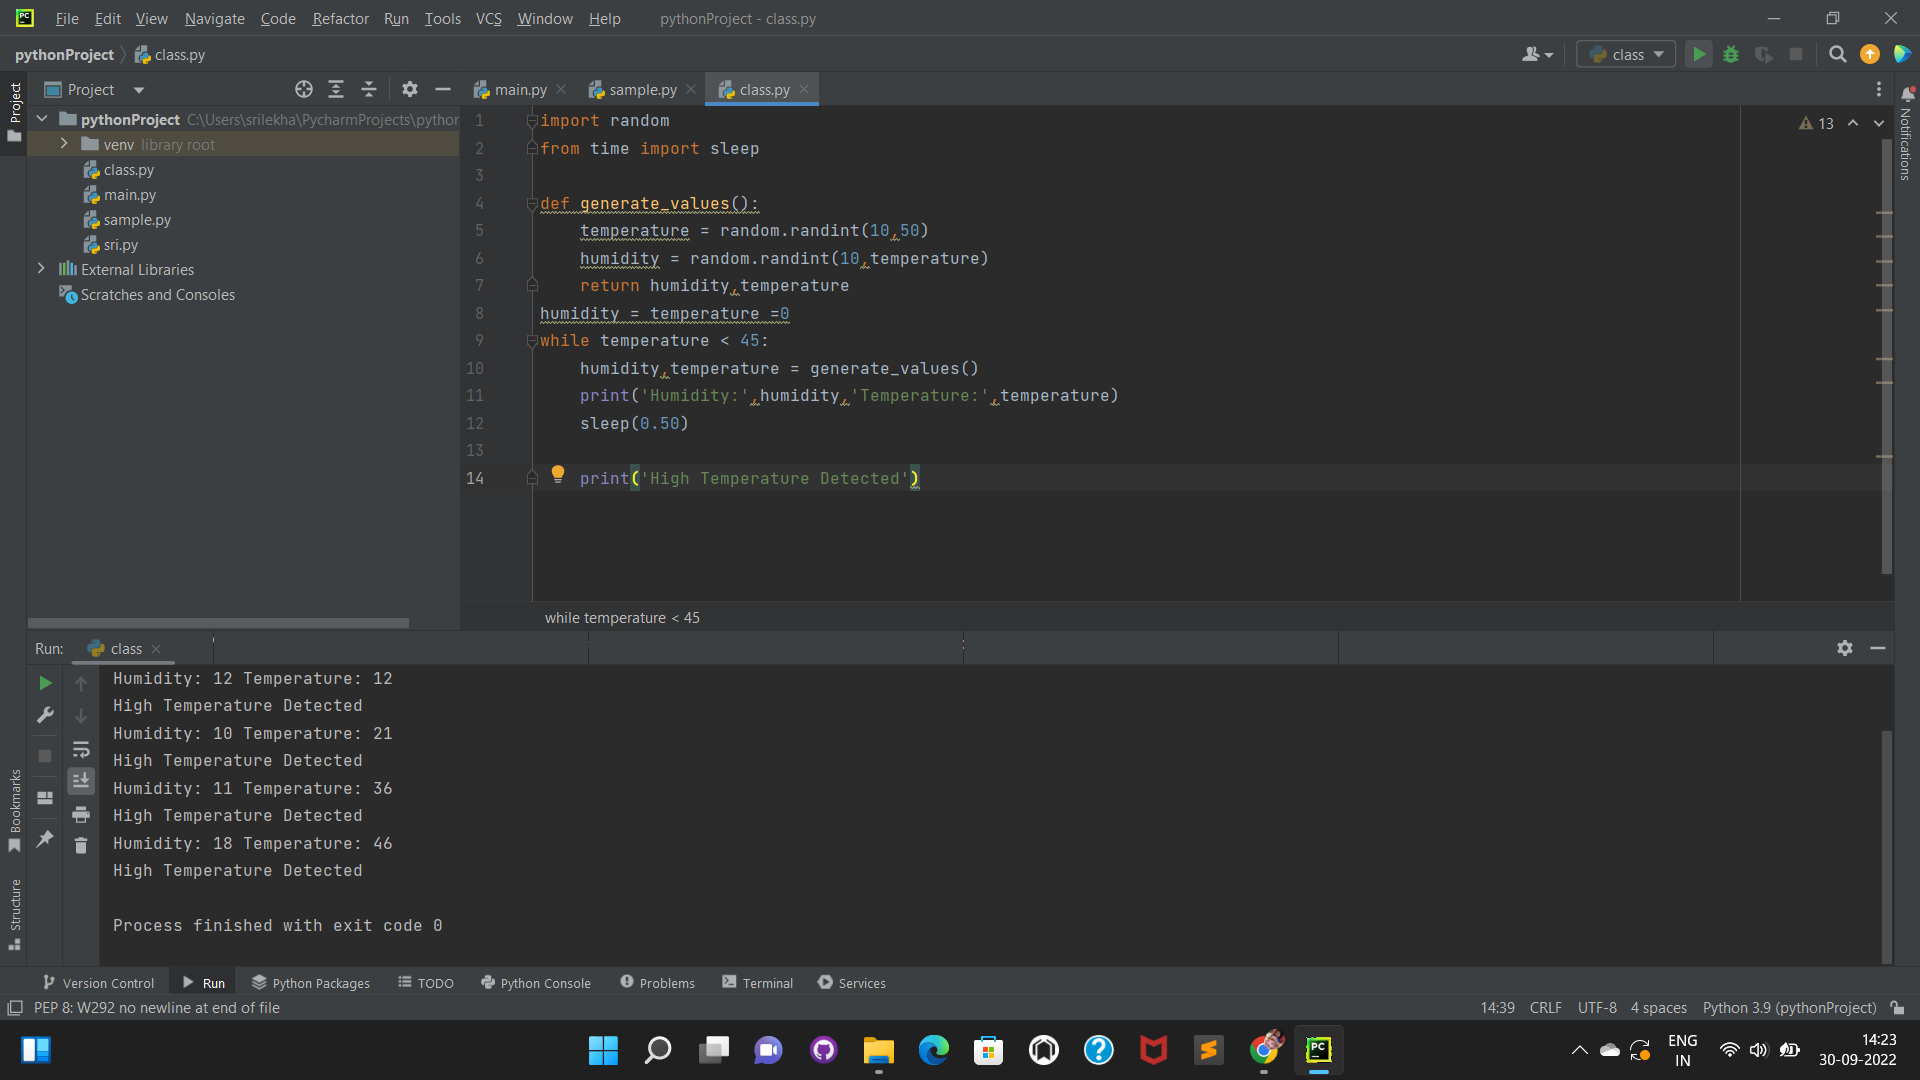 File Edit View Navigate Code Refactor Run Tools VCS Window Help pythonProject - class.py
pythonProject class.py class
Project main.py sample.py class.py
Project
pythonProject C:\Users\srilekha\PycharmProjects\python
venv library root
class.py
main.py
sample.py
sri.py
External Libraries
Scratches and Consoles
1 import random
2 from time import sleep
3
4 def generate_values():
5 temperature = random.randint(10,50)
6 humidity = random.randint(10,temperature)
7 return humidity,temperature
8 humidity = temperature =0
9 while temperature < 45:
10 humidity,temperature = generate_values()
11 print('Humidity:',humidity,'Temperature:',temperature)
12 sleep(0.50)
13
14 print('High Temperature Detected')
13
Notifications
while temperature < 45
Run: class
Humidity: 12 Temperature: 12
High Temperature Detected
Humidity: 10 Temperature: 21
High Temperature Detected
Humidity: 11 Temperature: 36
High Temperature Detected
Humidity: 18 Temperature: 46
High Temperature Detected
Process finished with exit code 0
Bookmarks
Structure
Version Control Run Python Packages TODO Python Console Problems Terminal Services
PEP 8: W292 no newline at end of file 14:39 CRLF UTF-8 4 spaces Python 3.9 (pythonProject)
PC
ENG
IN
14:23
30-09-2022